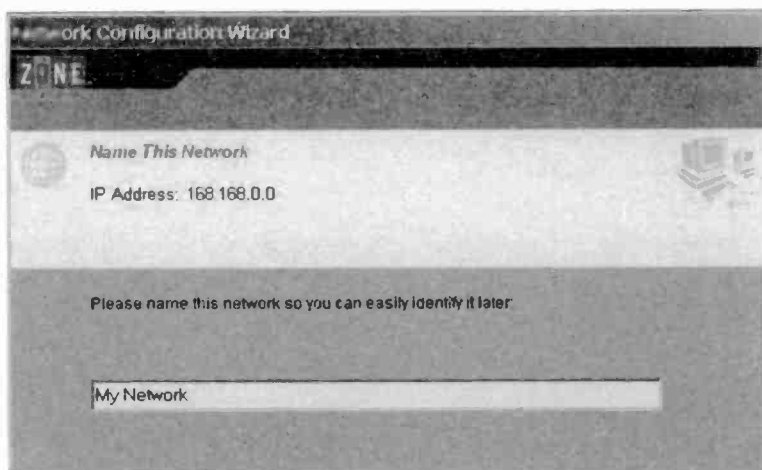 Network Configuration Wizard
ZONE
Name This Network
IP Address: 168.168.0.0
Please name this network so you can easily identify it later:
My Network